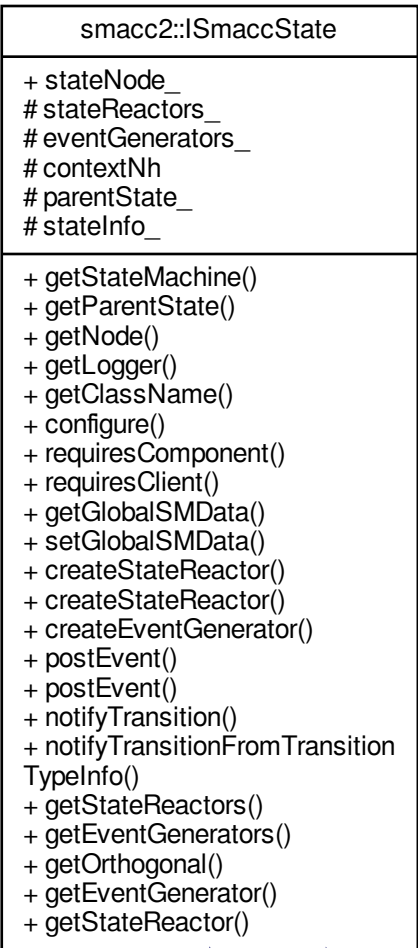 smacc2::ISmaccState
+ stateNode_
# stateReactors_
# eventGenerators_
# contextNh
# parentState_
# stateInfo_
+ getStateMachine()
+ getParentState()
+ getNode()
+ getLogger()
+ getClassName()
+ configure()
+ requiresComponent()
+ requiresClient()
+ getGlobalSMData()
+ setGlobalSMData()
+ createStateReactor()
+ createStateReactor()
+ createEventGenerator()
+ postEvent()
+ postEvent()
+ notifyTransition()
+ notifyTransitionFromTransition
TypeInfo()
+ getStateReactors()
+ getEventGenerators()
+ getOrthogonal()
+ getEventGenerator()
+ getStateReactor()